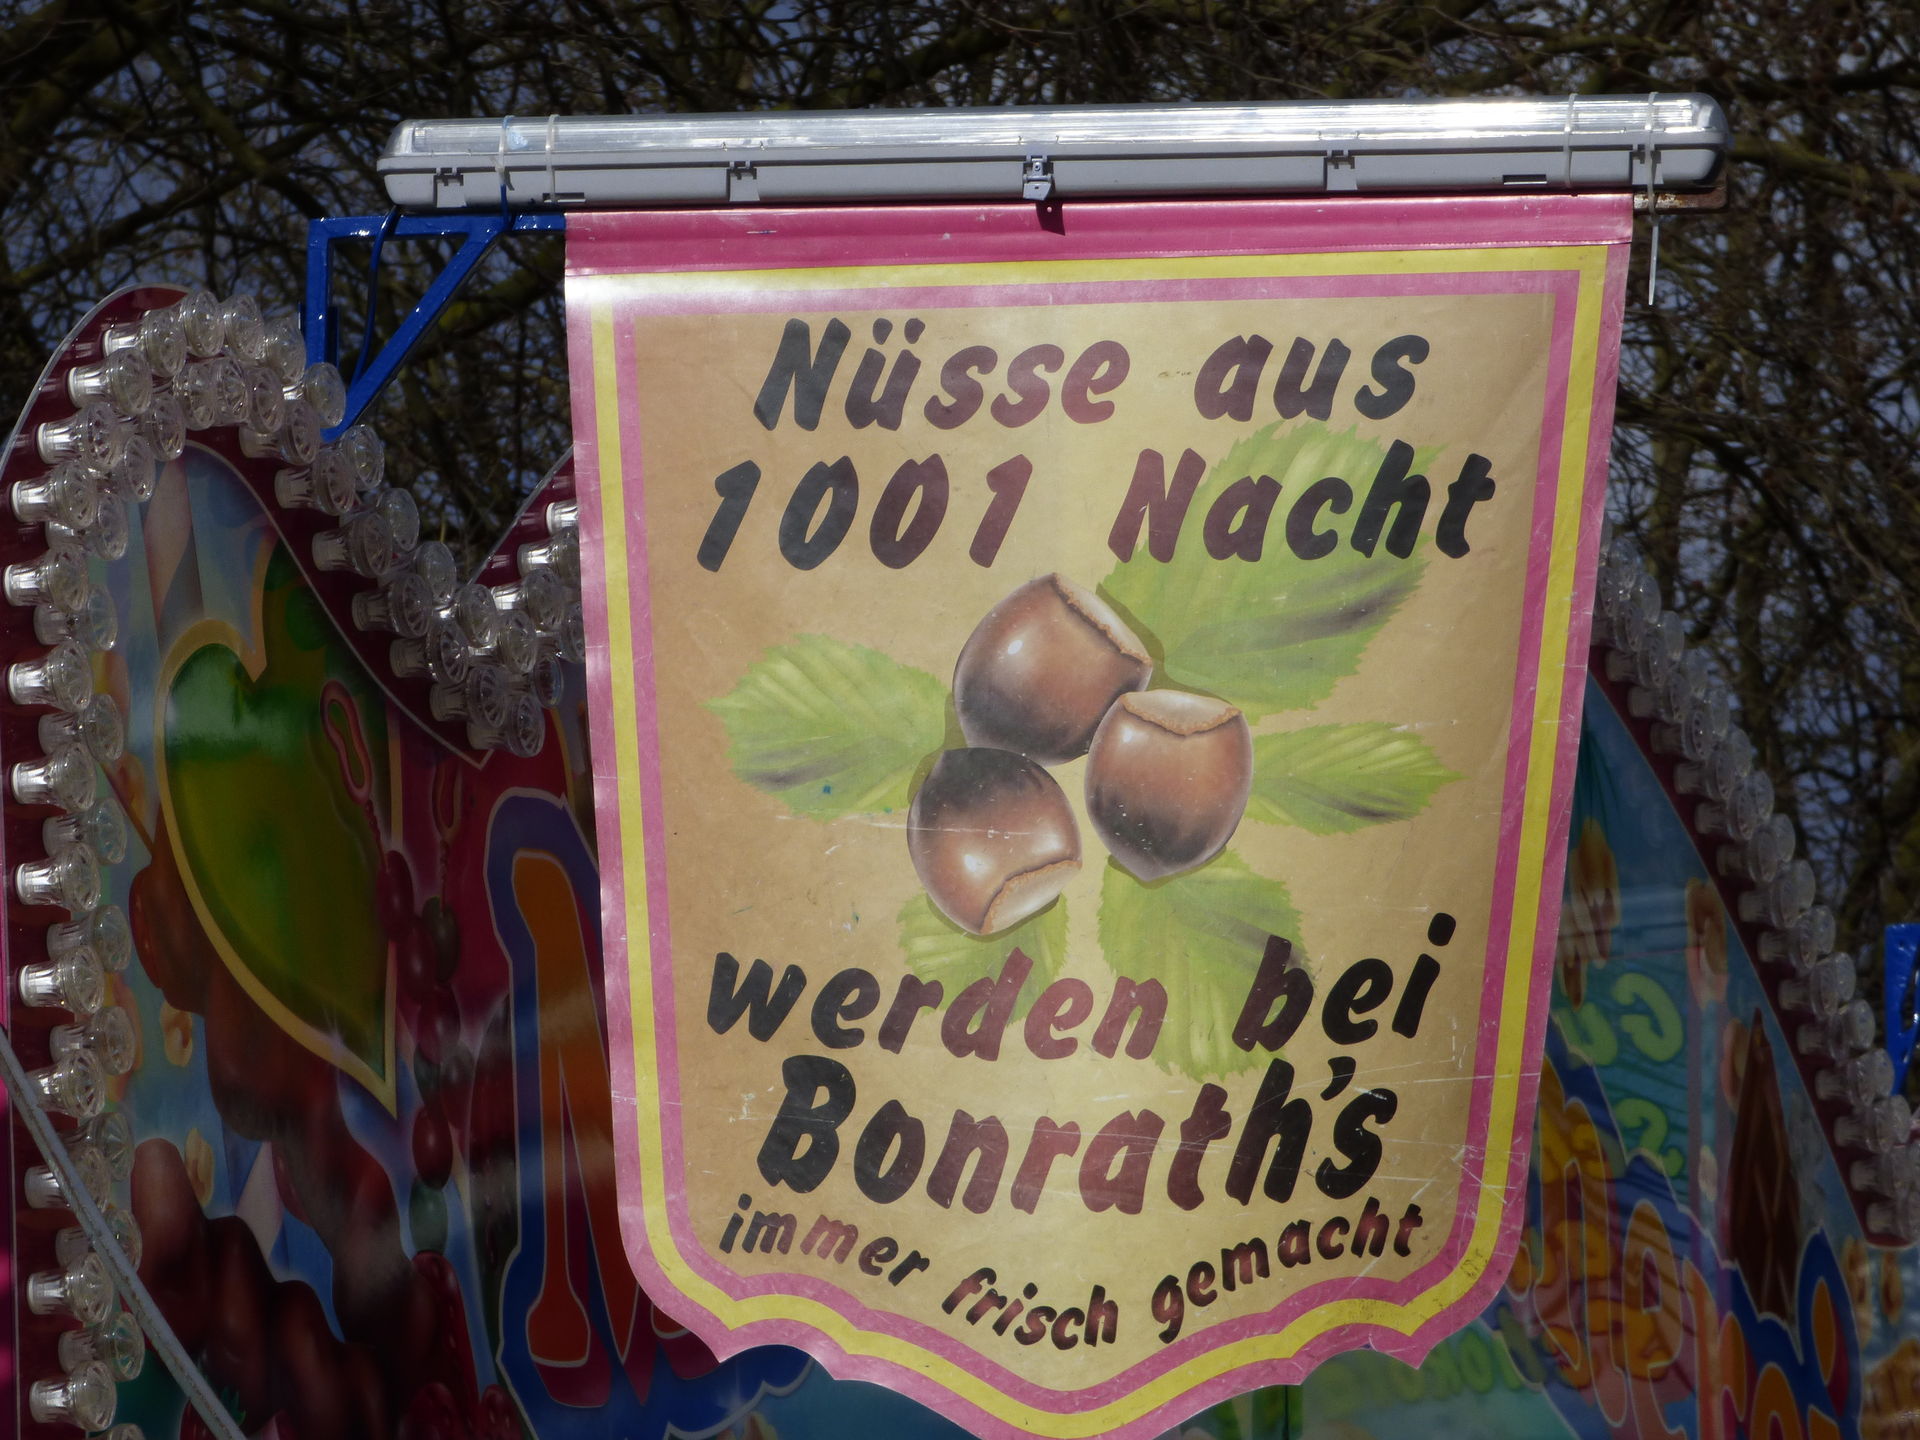 Nüsse aus
1001 Nacht
werden bei
Bonrath's
immer frisch gemacht